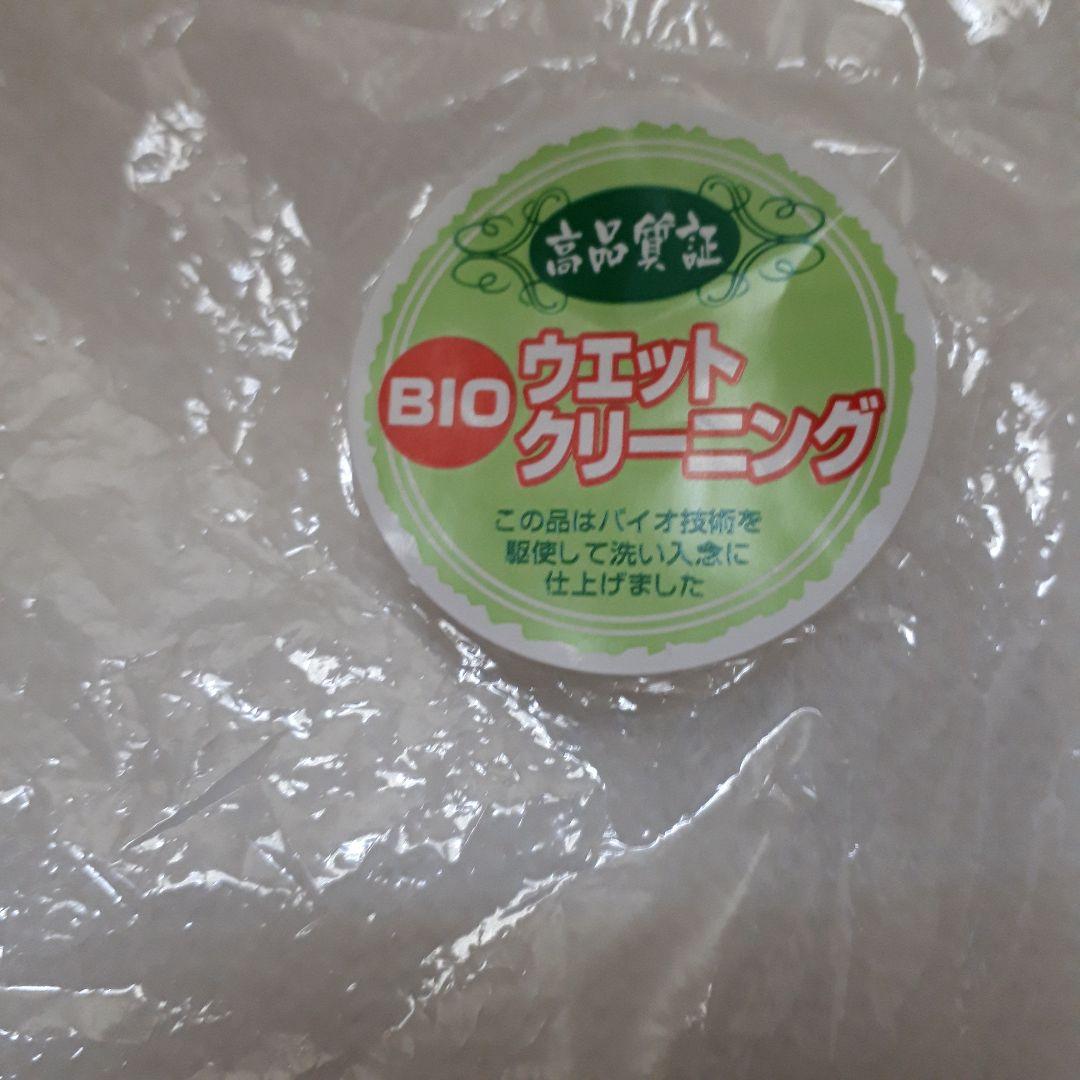 高品質証
BIO
ウエット
クリーニング
この品はバイオ技術を
駆使して洗い入念に
仕上げました